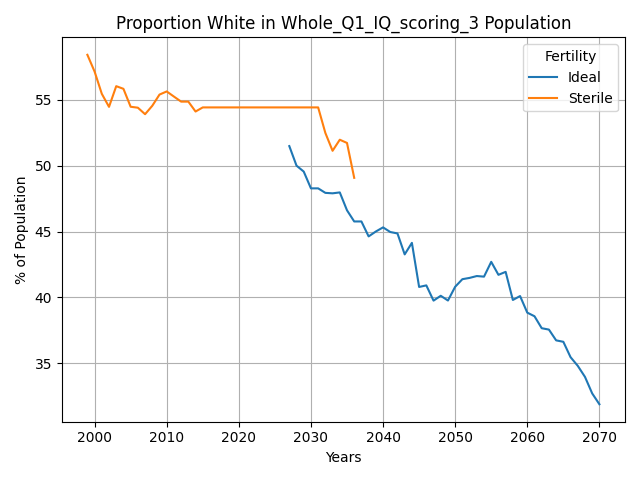 Proportion White in Whole_Q1_IQ_scoring_3 Population
Fertility
Ideal
Sterile
% of Population
55
50
45
40
35
2000 2010 2020 2030 2040 2050 2060 2070
Years